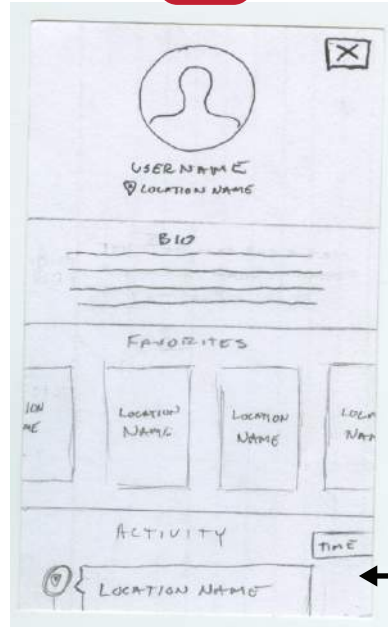 X
USERNAME
LOCATION NAME
BIO
FAVORITES
LOCATION
NAME
LOCATION
NAME
ACTIVITY
TIME
LOCATION NAME